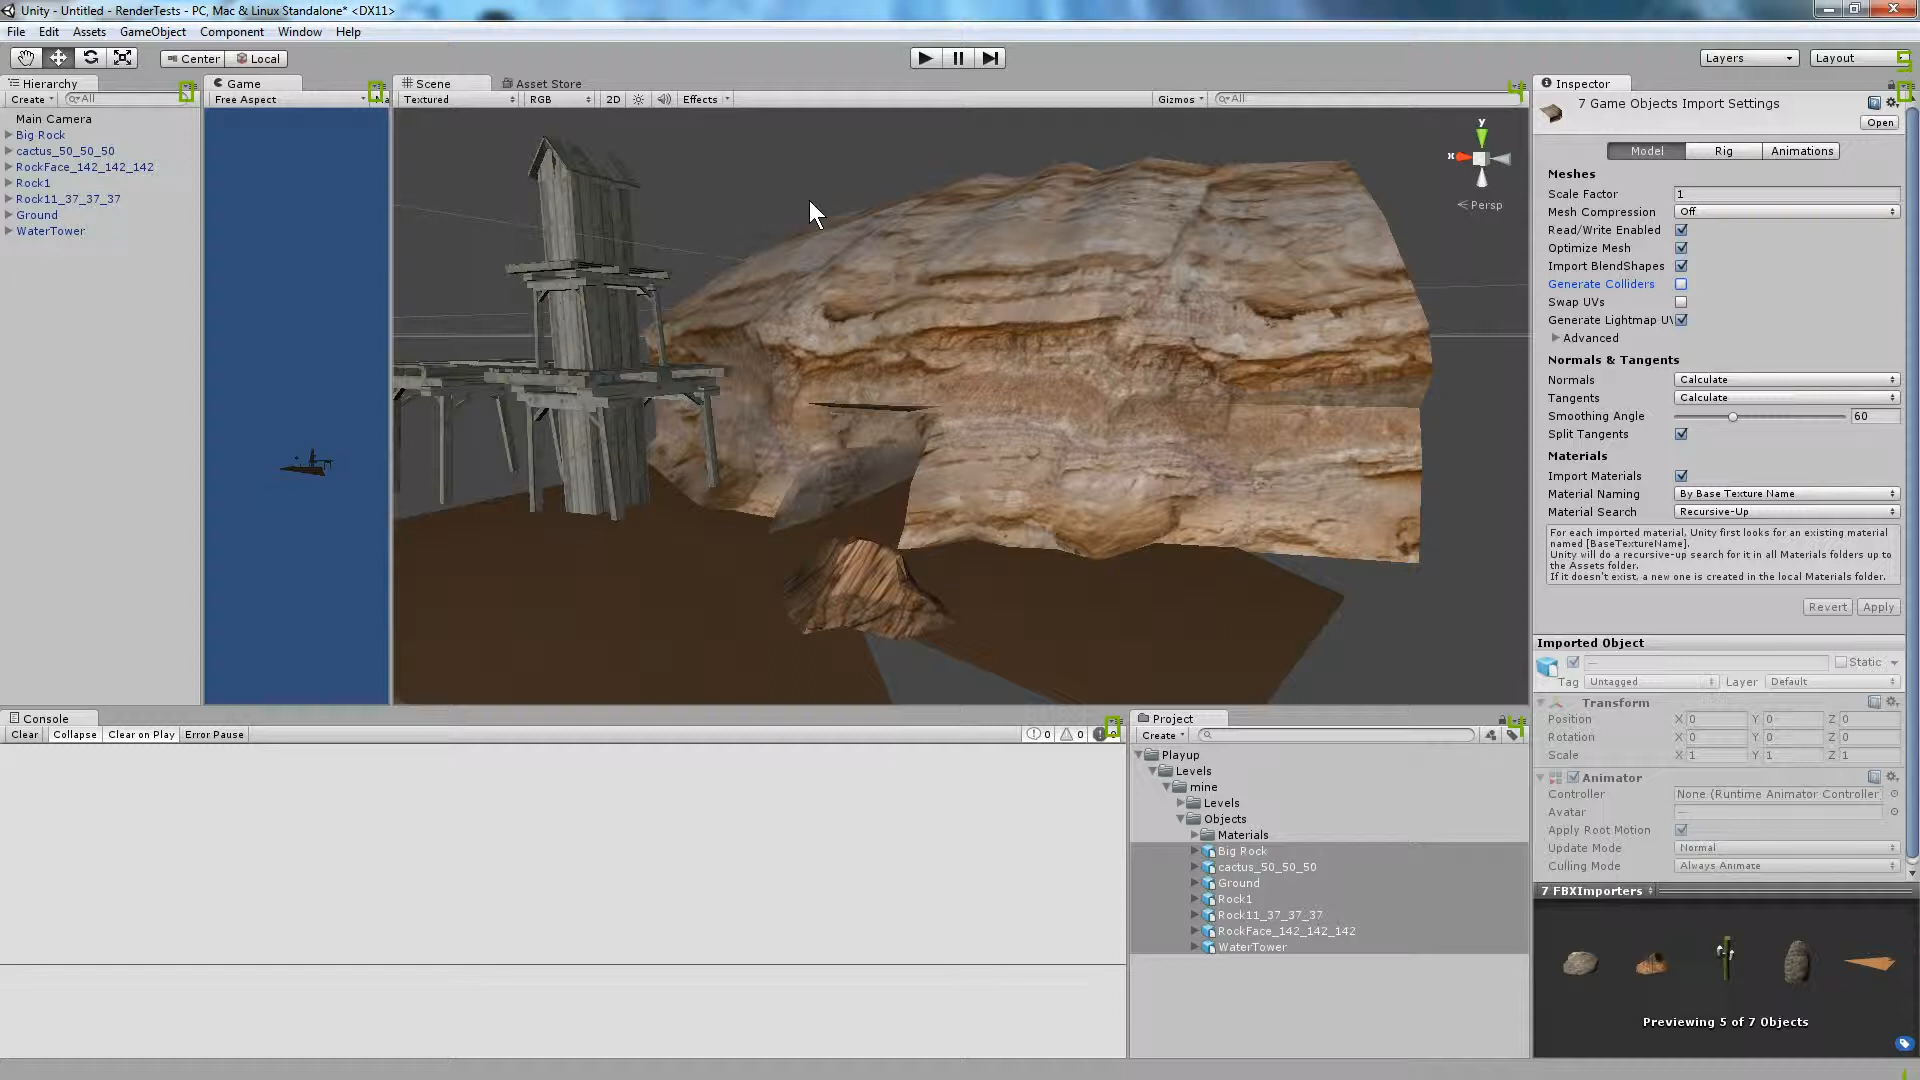 Unity - Untitled - RenderTests - PC, Mac & Linux Standalone* <DX11>
File Edit Assets GameObject Component Window Help
Center Local Layers Layout
Hierarchy
Create All
Main Camera
Big Rock
cactus_50_50_50
RockFace_142_142_142
Rock1
Rock11_37_37_37
Ground
WaterTower
Game
Free Aspect
Scene Asset Store
Textured RGB 2D Effects Gizmos All
y
x
Persp
Inspector
7 Game Objects Import Settings
Open
Model Rig Animations
Meshes
Scale Factor 1
Mesh Compression Off
Read/Write Enabled
Optimize Mesh
Import BlendShapes
Generate Colliders
Swap UVs
Generate Lightmap UV
Advanced
Normals & Tangents
Normals Calculate
Tangents Calculate
Smoothing Angle 60
Split Tangents
Materials
Import Materials
Material Naming By Base Texture Name
Material Search Recursive-Up
For each imported material, Unity first looks for an existing material
named [BaseTextureName].
Unity will do a recursive-up search for it in all Materials folders up to
the Assets folder.
If it doesn't exist, a new one is created in the local Materials folder.
Revert Apply
Imported Object
Static
Tag Untagged Layer Default
Transform
Position X 0 Y 0 Z 0
Rotation X 0 Y 0 Z 0
Scale X 1 Y 1 Z 1
Animator
Controller None (Runtime Animator Controller
Avatar —
Apply Root Motion
Update Mode Normal
Culling Mode Always Animate
7 FBXImporters
Previewing 5 of 7 Objects
Console
Clear Collapse Clear on Play Error Pause 0 0
Project
Create
Playup
Levels
mine
Levels
Objects
Materials
Big Rock
cactus_50_50_50
Ground
Rock1
Rock11_37_37_37
RockFace_142_142_142
WaterTower